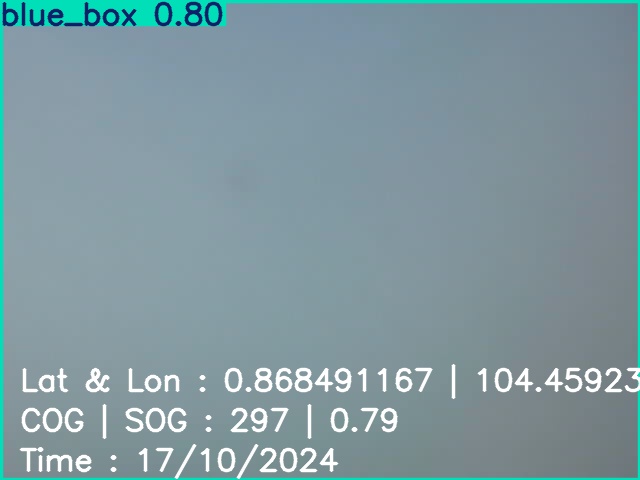 blue_box 0.80
Lat & Lon : 0.868491167 | 104.45923
COG | SOG : 297 | 0.79
Time : 17/10/2024